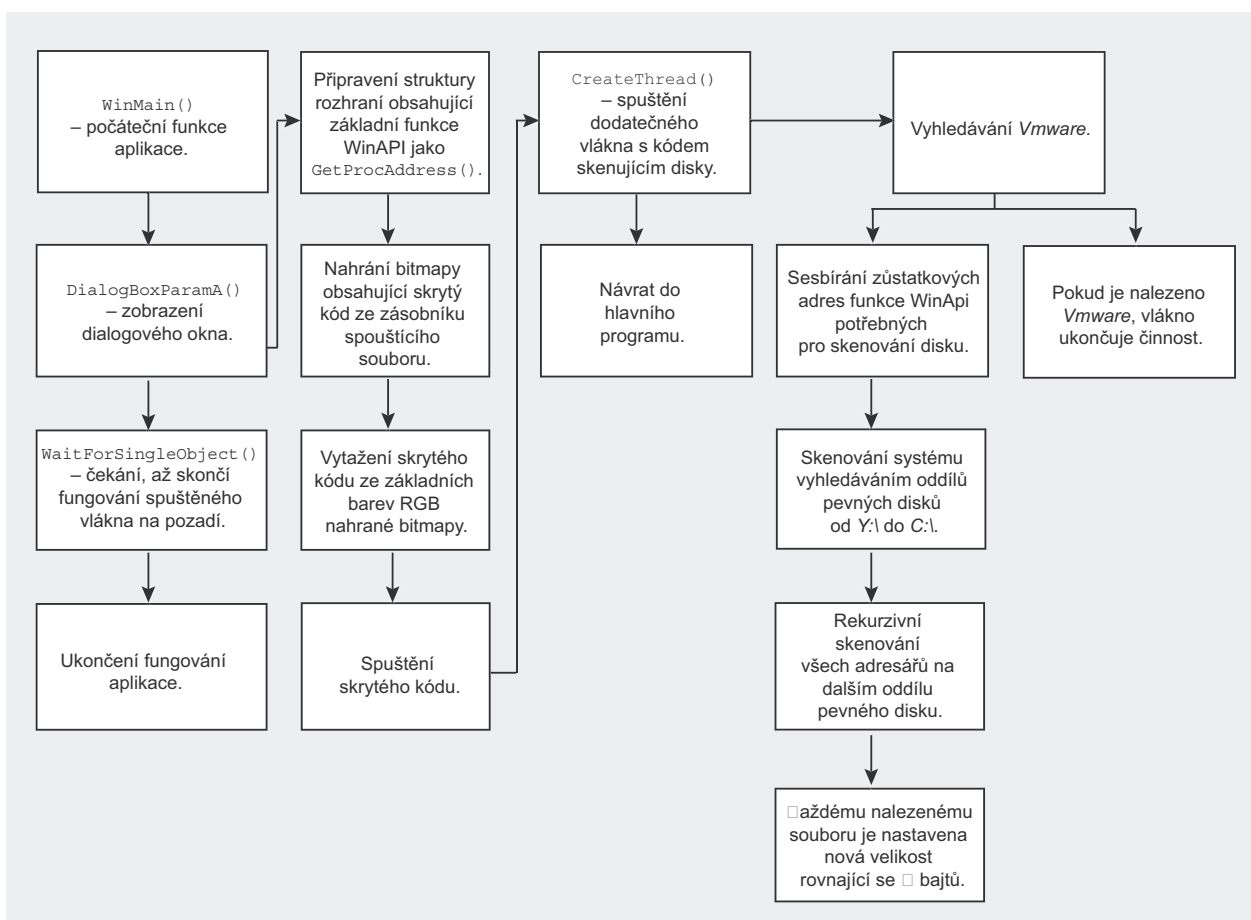 WinMain()
– počáteční funkce
aplikace.
DialogBoxParamA()
– zobrazení
dialogového okna.
WaitForSingleObject()
– čekání, až skončí
fungování spuštěného
vlákna na pozadí.
Ukončení fungování
aplikace.
Připravení struktury
rozhraní obsahující
základní funkce
WinAPI jako
GetProcAddress().
Nahrání bitmapy
obsahující skrytý
kód ze zásobníku
spouštícího
souboru.
Vytažení skrytého
kódu ze základních
barev RGB
nahrané bitmapy.
Spuštění
skrytého kódu.
CreateThread()
– spuštění
dodatečného
vlákna s kódem
skenujícím disky.
Návrat do
hlavního
programu.
Vyhledávání Vmware.
Sesbírání zůstatkových
adres funkce WinApi
potřebných
pro skenování disku.
Skenování systému
vyhledáváním oddílů
pevných disků
od Y:\ do C:\.
Rekurzivní
skenování
všech adresářů na
dalším oddílu
pevného disku.
□aždému nalezenému
souboru je nastavena
nová velikost
rovnající se □ bajtů.
Pokud je nalezeno
Vmware, vlákno
ukončuje činnost.